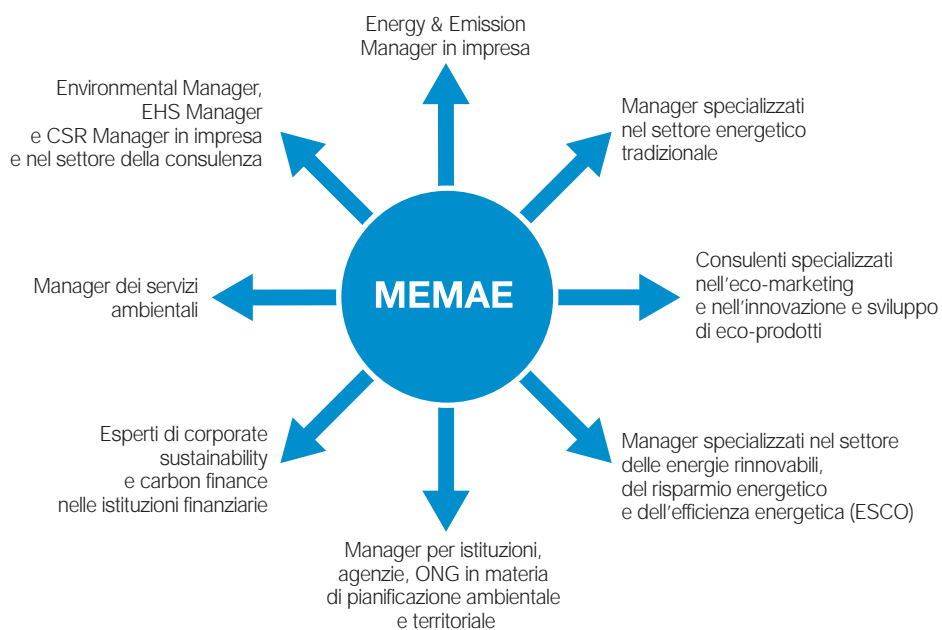 Energy & Emission
Manager in impresa
Environmental Manager,
EHS Manager
e CSR Manager in impresa
e nel settore della consulenza
Manager specializzati
nel settore energetico
tradizionale
Manager dei servizi
ambientali
MEMAE
Consulenti specializzati
nell'eco-marketing
e nell'innovazione e sviluppo
di eco-prodotti
Esperti di corporate
sustainability
e carbon finance
nelle istituzioni finanziarie
Manager specializzati nel settore
delle energie rinnovabili,
del risparmio energetico
e dell'efficienza energetica (ESCO)
Manager per istituzioni,
agenzie, ONG in materia
di pianificazione ambientale
e territoriale